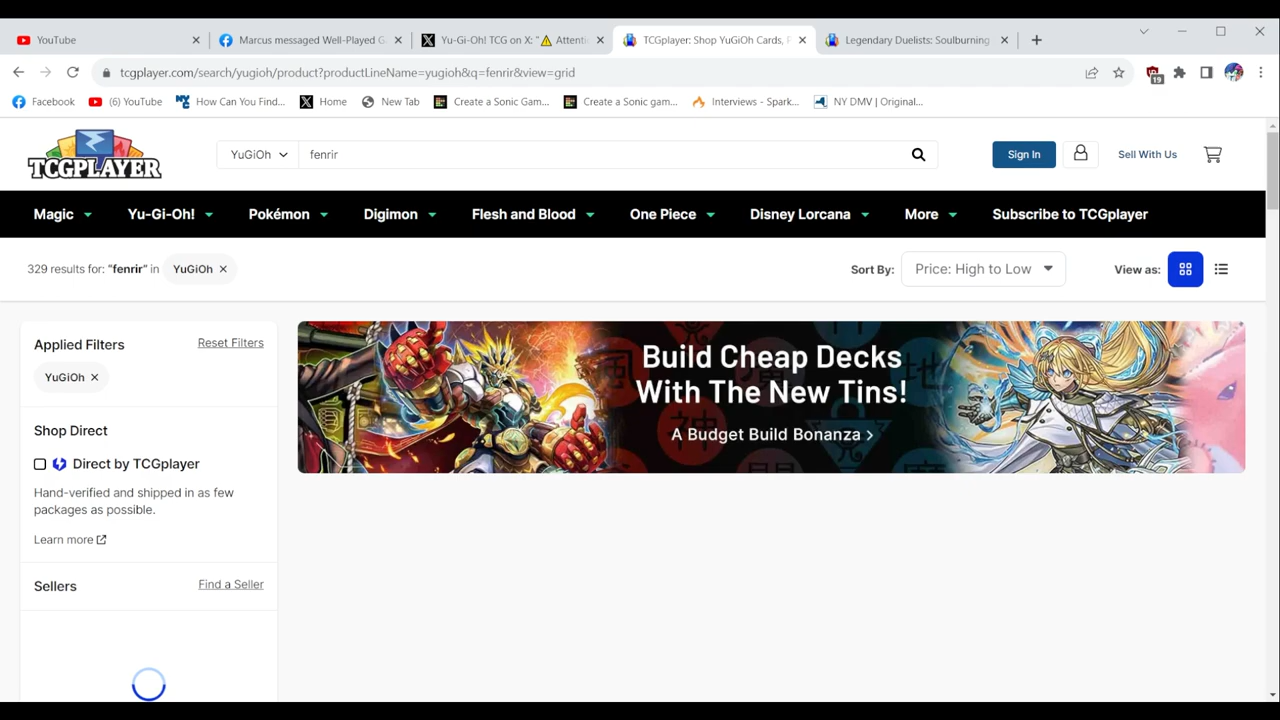 YouTube
Marcus messaged Well-Played G
Yu-Gi-Oh! TCG on X: "⚠ Attenti
TCGplayer: Shop YuGiOh Cards, P
Legendary Duelists: Soulburning
tcgplayer.com/search/yugioh/product?productLineName=yugioh&q=fenrir&view=grid
19
Facebook
(6) YouTube
How Can You Find...
Home
New Tab
Create a Sonic Gam...
Create a Sonic gam...
Interviews - Spark...
NY DMV | Original...
TCGPLAYER
YuGiOh
fenrir
Sign In
Sell With Us
Magic
Yu-Gi-Oh!
Pokémon
Digimon
Flesh and Blood
One Piece
Disney Lorcana
More
Subscribe to TCGplayer
329 results for: "fenrir" in
YuGiOh ×
Sort By:
Price: High to Low
View as:
Applied Filters
Reset Filters
YuGiOh ×
Shop Direct
Direct by TCGplayer
Hand-verified and shipped in as few
packages as possible.
Learn more
Sellers
Find a Seller
Build Cheap Decks
With The New Tins!
A Budget Build Bonanza >